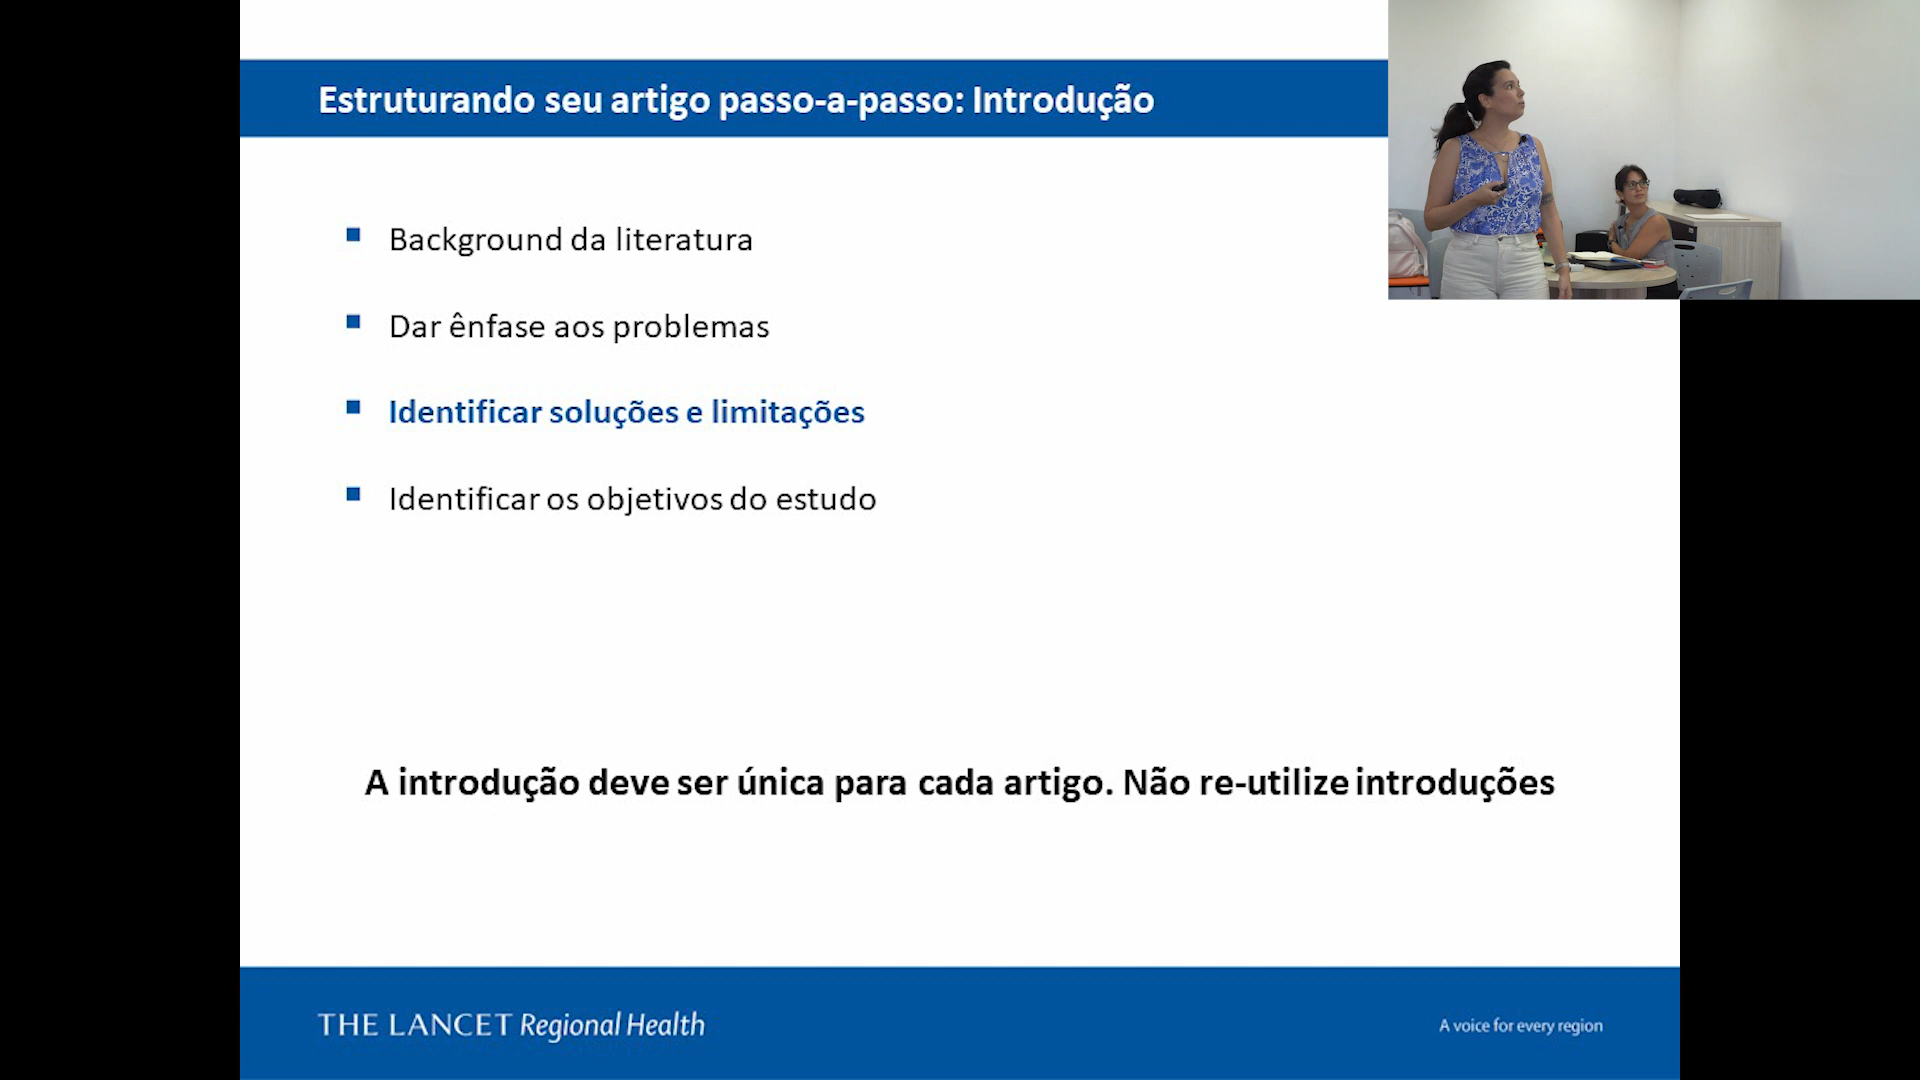 Estruturando seu artigo passo-a-passo: Introdução
Background da literatura
Dar ênfase aos problemas
Identificar soluções e limitações
Identificar os objetivos do estudo
A introdução deve ser única para cada artigo. Não re-utilize introduções
THE LANCET Regional Health
A voice for every region